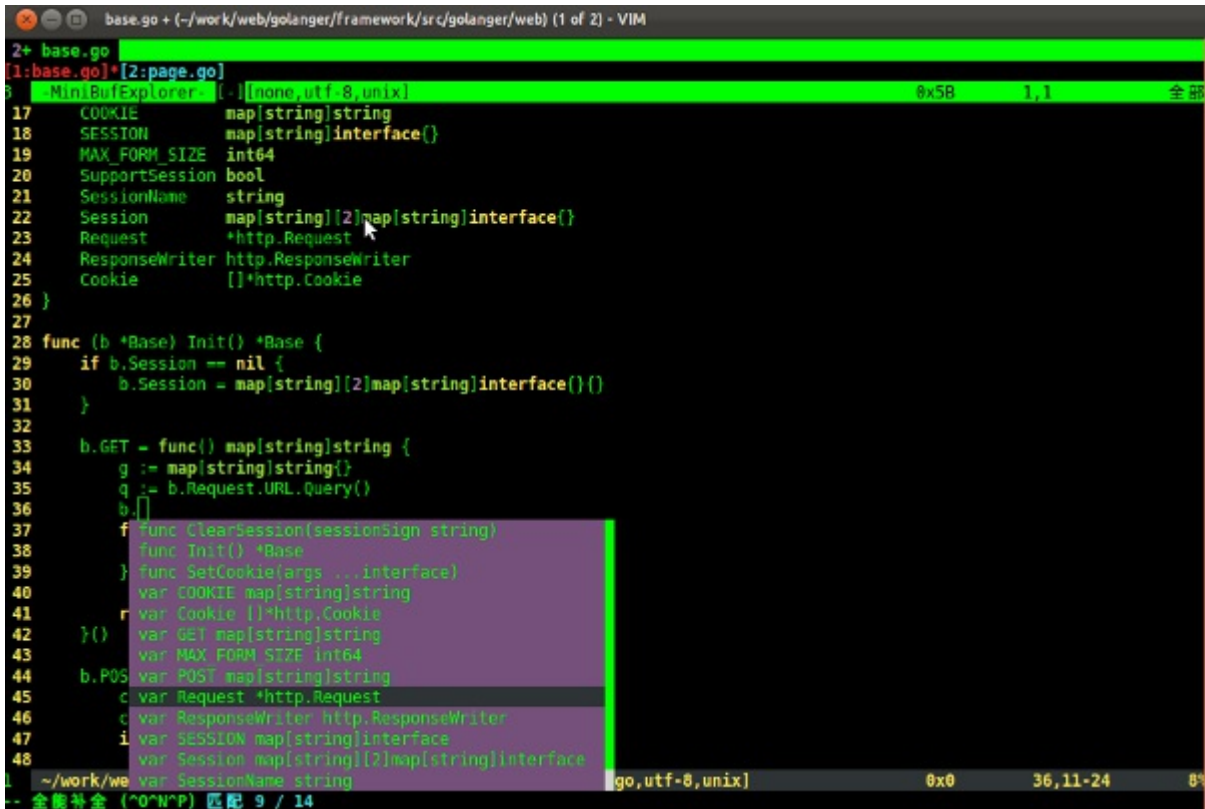 base.go + (~/work/web/golanger/framework/src/golanger/web) (1 of 2) - VIM
2+ base.go
[1:base.go]*[2:page.go]
3 -MiniBufExplorer- [-][none,utf-8,unix] 0x5B 1,1 全部
17 COOKIE map[string]string
18 SESSION map[string]interface{}
19 MAX_FORM_SIZE int64
20 SupportSession bool
21 SessionName string
22 Session map[string][2]map[string]interface{}
23 Request *http.Request
24 ResponseWriter http.ResponseWriter
25 Cookie []*http.Cookie
26 }
27
28 func (b *Base) Init() *Base {
29 if b.Session == nil {
30 b.Session = map[string][2]map[string]interface{}{}
31 }
32
33 b.GET = func() map[string]string {
34 g := map[string]string{}
35 q := b.Request.URL.Query()
36 b.
37 f func ClearSession(sessionSign string)
38 func Init() *Base
39 } func SetCookie(args ...interface)
40 var COOKIE map[string]string
41 r var Cookie []*http.Cookie
42 }() var GET map[string]string
43 var MAX_FORM_SIZE int64
44 b.POS var POST map[string]string
45 c var Request *http.Request
46 c var ResponseWriter http.ResponseWriter
47 i var SESSION map[string]interface
48 var Session map[string][2]map[string]interface
1 ~/work/we var SessionName string go,utf-8,unix] 0x0 36,11-24 8%
-- 全能补全 (^O^N^P) 匹配 9 / 14